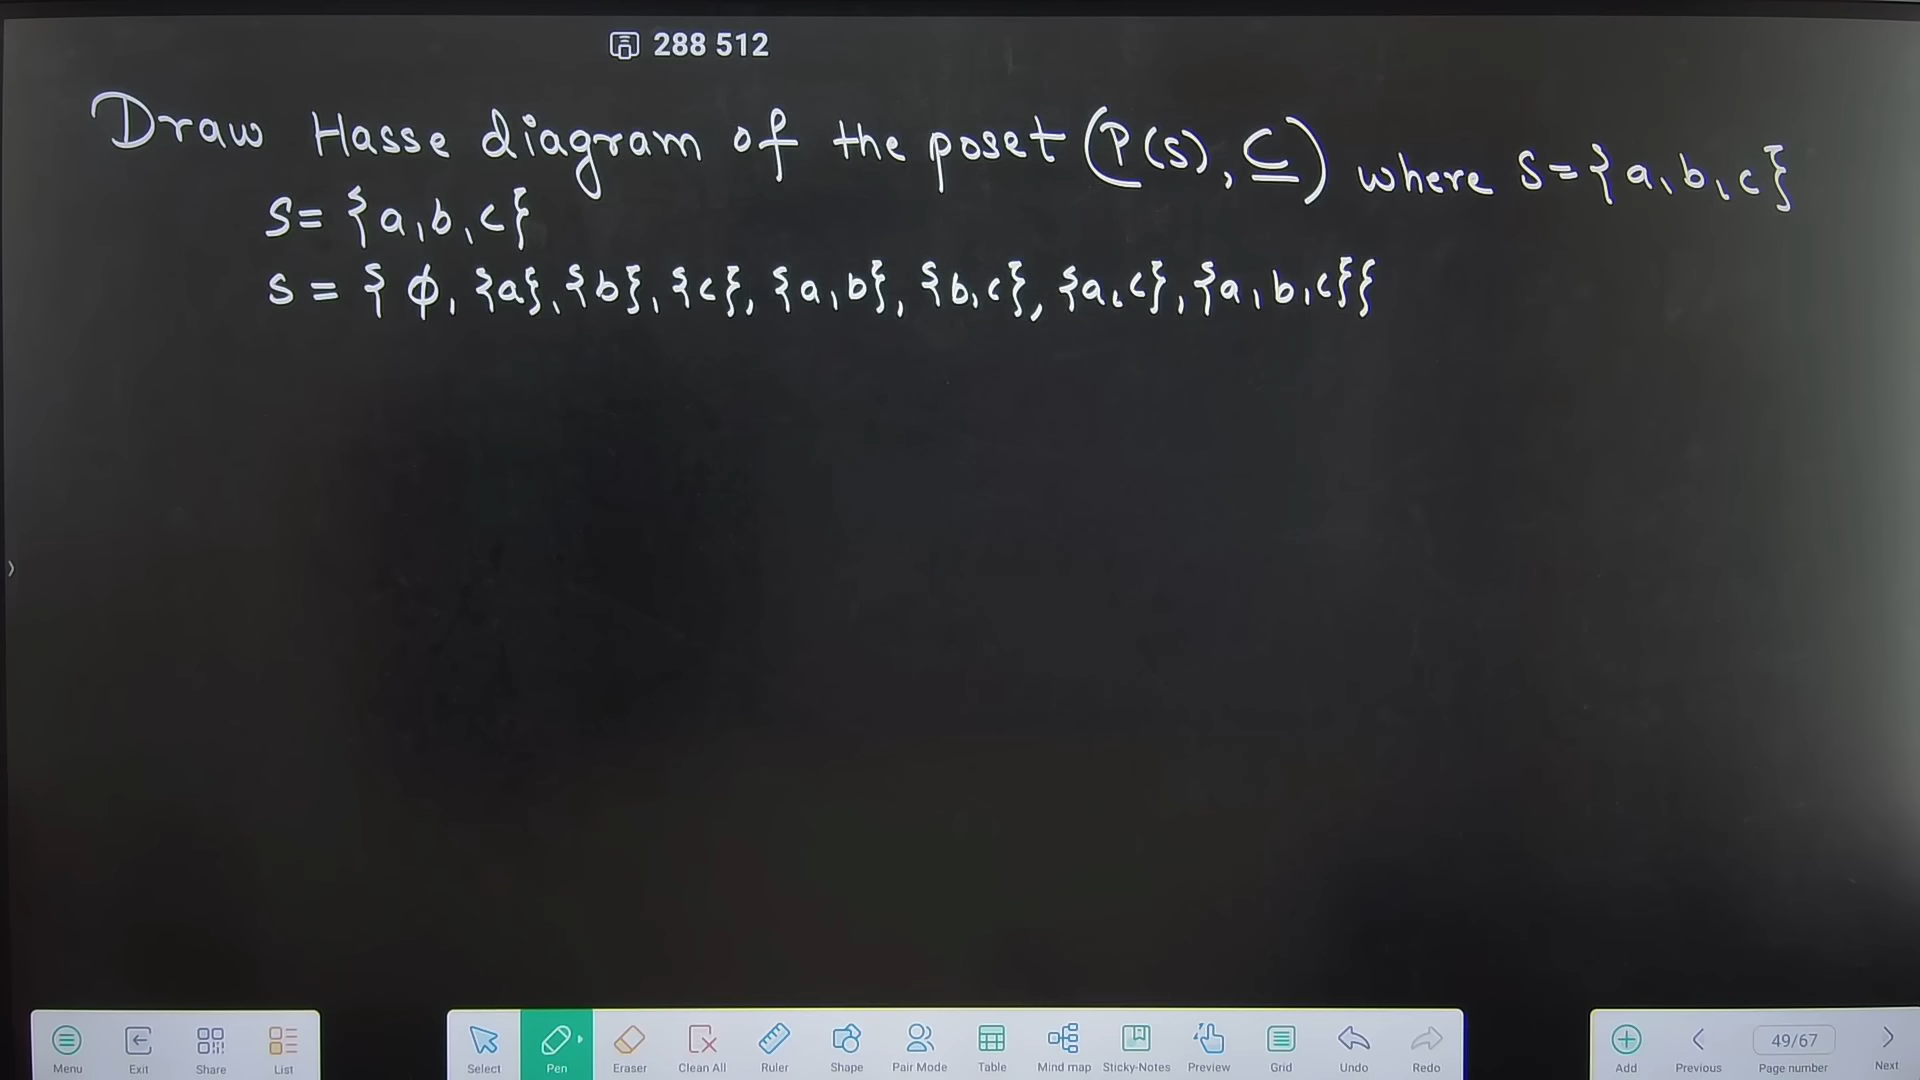 288 512
Draw Hasse diagram of the poset (P(S), ⊆) where S={a,b,c}
S={a,b,c}
S = { ϕ, {a}, {b}, {c}, {a,b}, {b,c}, {a,c}, {a,b,c}{
Menu Exit Share List Select Pen Eraser Clean All Ruler Shape Pair Mode Table Mind map Sticky-Notes Preview Grid Undo Redo Add Previous 49/67 Page number Next